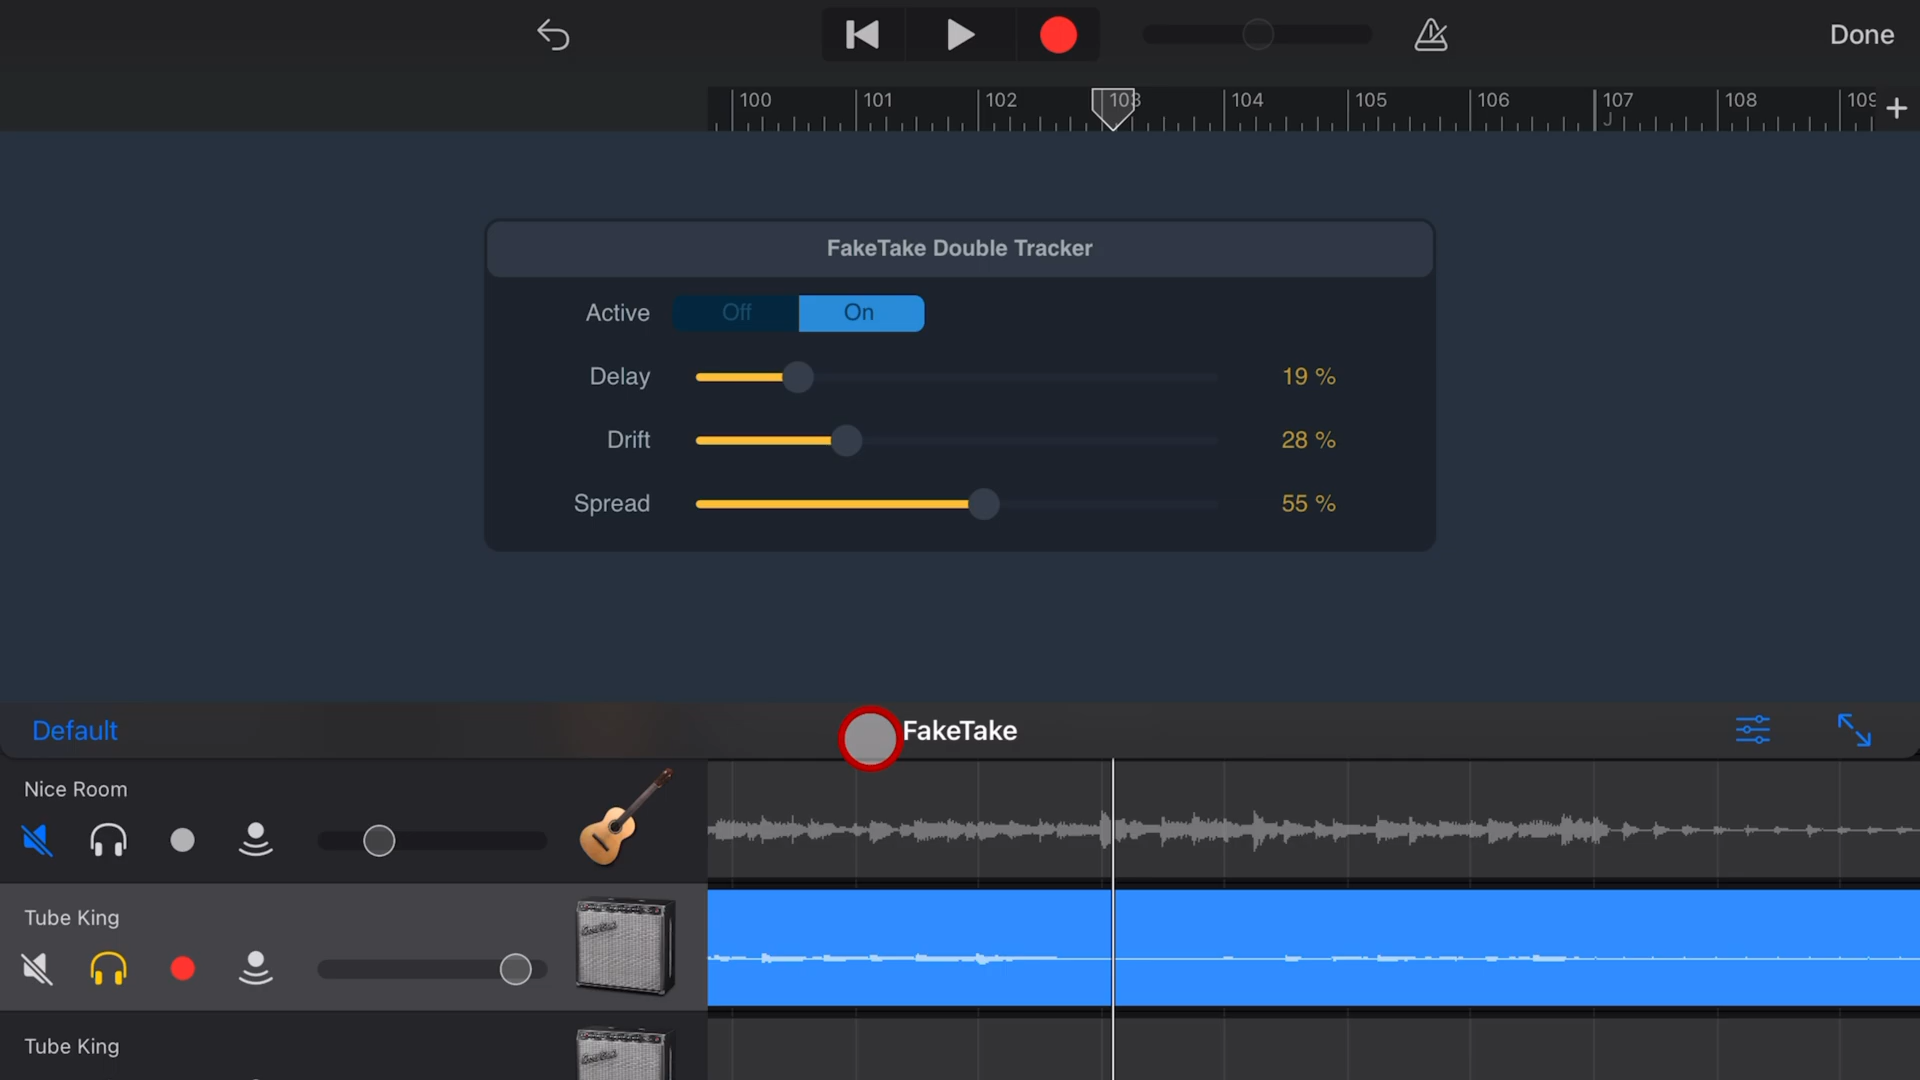 Done
100 101 102 103 104 105 106 107 108 109
FakeTake Double Tracker
Active Off On
Delay 19 %
Drift 28 %
Spread 55 %
Default FakeTake
Nice Room
Tube King
Tube King